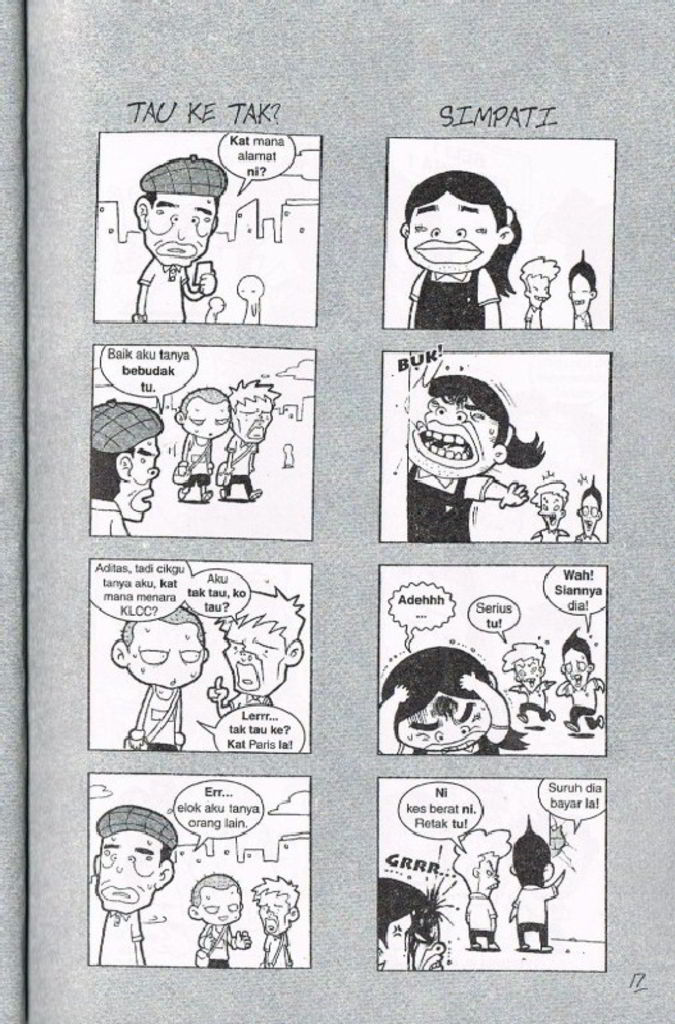 TAU KE TAK?
Kat mana
alamat
ni?
Baik aku tanya
bebudak
tu.
Aditas,, tadi cikgu
tanya aku, kat
mana menara
KLCC?
Aku
tak tau, ko
tau?
Lerrr...
tak tau ke?
Kat Paris la!
Err...
elok aku tanya
orang lain.
SIMPATI
BUK!
Adehhh
....
Serius
tu!
Wah!
Siannya
dia!
Ni
kes berat ni.
Retak tu!
Suruh dia
bayar la!
GRRR...
17